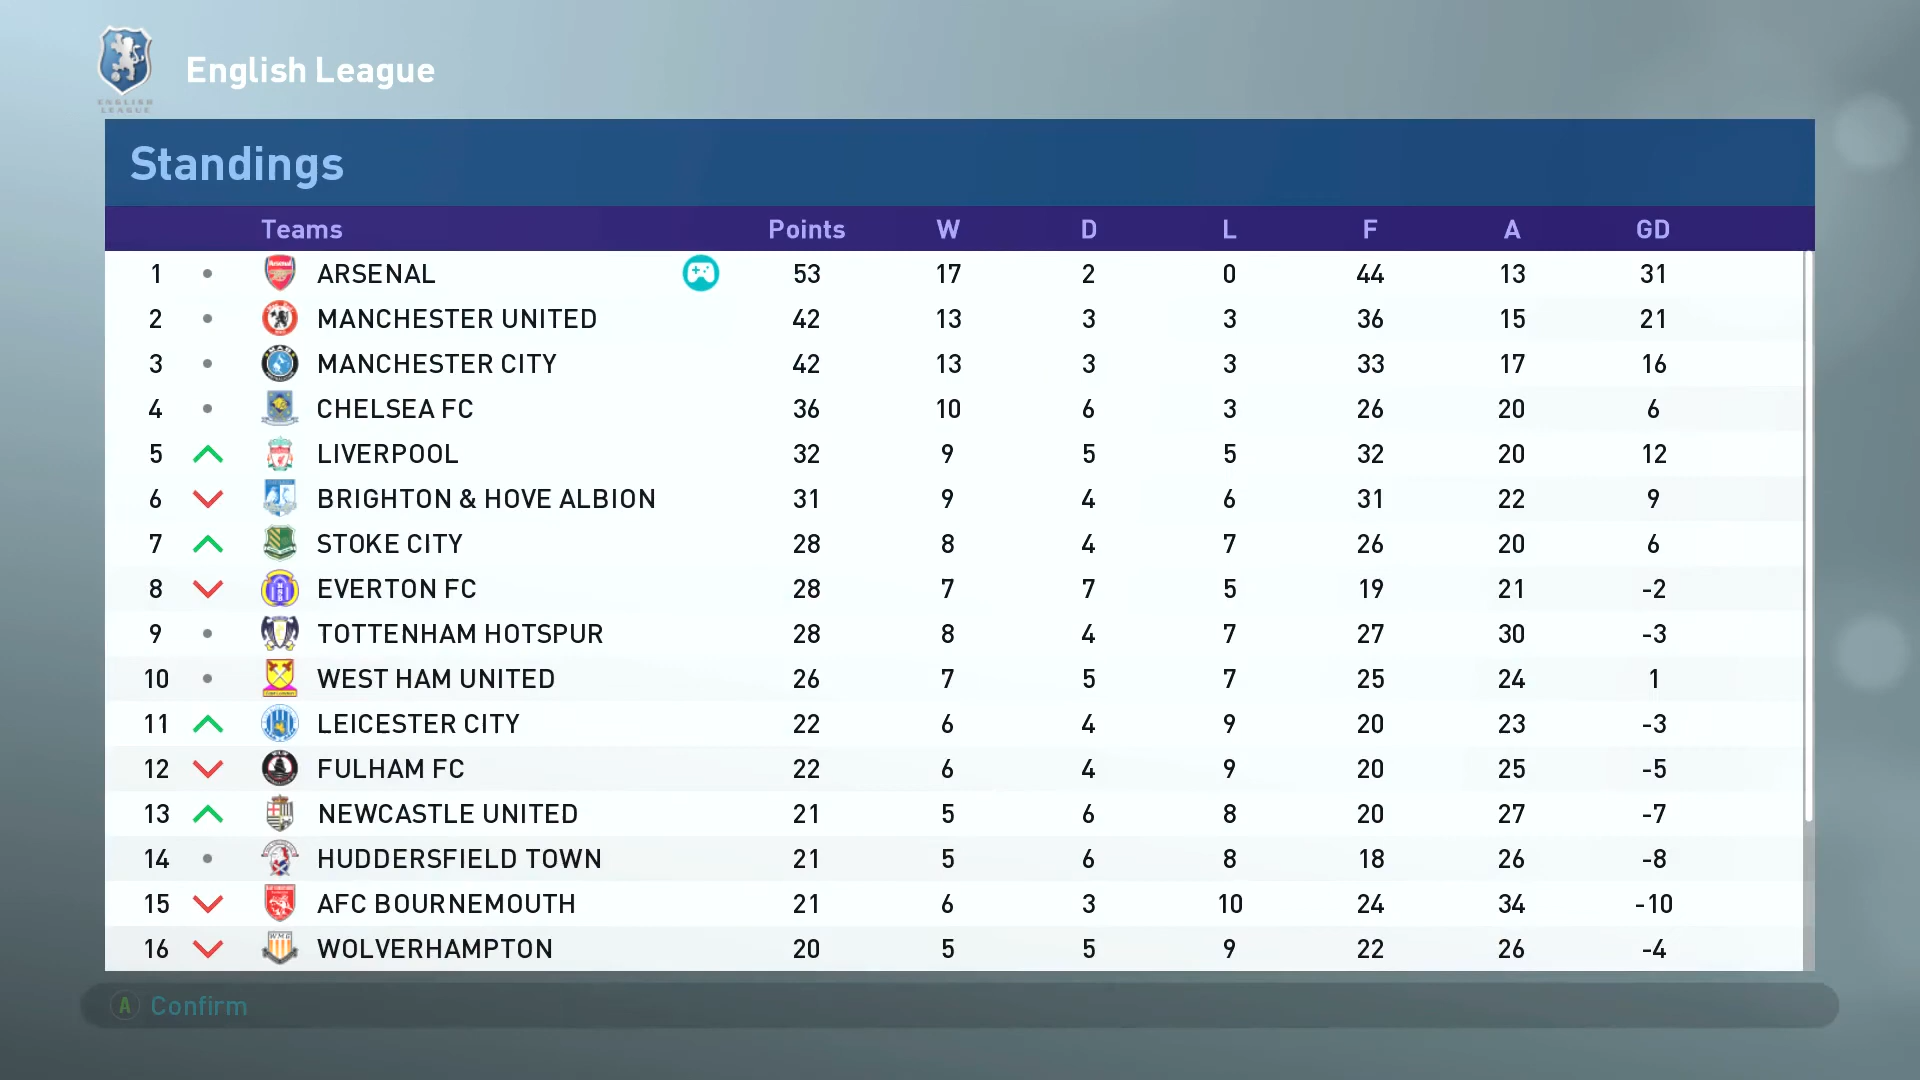 ENGLISH
LEAGUE
English League
Standings
Teams Points W D L F A GD
1 ARSENAL 53 17 2 0 44 13 31
2 MANCHESTER UNITED 42 13 3 3 36 15 21
3 MANCHESTER CITY 42 13 3 3 33 17 16
4 CHELSEA FC 36 10 6 3 26 20 6
5 LIVERPOOL 32 9 5 5 32 20 12
6 BRIGHTON & HOVE ALBION 31 9 4 6 31 22 9
7 STOKE CITY 28 8 4 7 26 20 6
8 EVERTON FC 28 7 7 5 19 21 -2
9 TOTTENHAM HOTSPUR 28 8 4 7 27 30 -3
10 WEST HAM UNITED 26 7 5 7 25 24 1
11 LEICESTER CITY 22 6 4 9 20 23 -3
12 FULHAM FC 22 6 4 9 20 25 -5
13 NEWCASTLE UNITED 21 5 6 8 20 27 -7
14 HUDDERSFIELD TOWN 21 5 6 8 18 26 -8
15 AFC BOURNEMOUTH 21 6 3 10 24 34 -10
16 WOLVERHAMPTON 20 5 5 9 22 26 -4
A Confirm